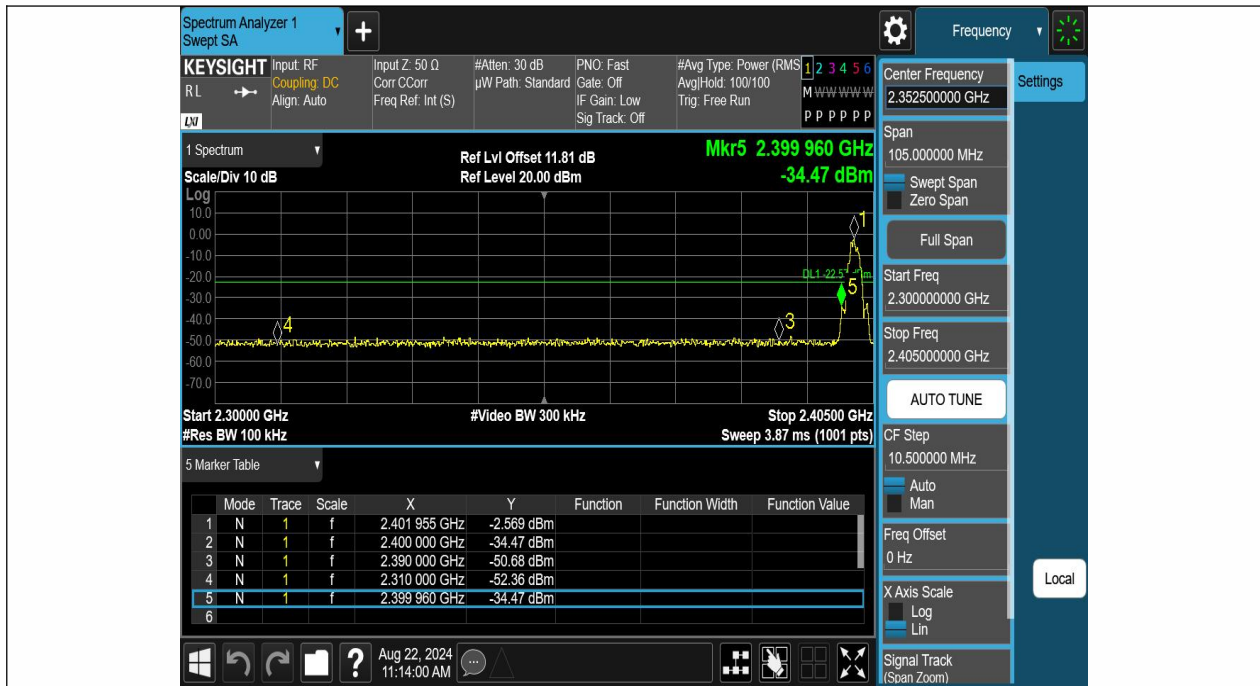 Spectrum Analyzer 1
Swept SA
+
Frequency
KEYSIGHT
RL
LXI
Input: RF
Coupling: DC
Align: Auto
Input Z: 50 Ω
Corr CCorr
Freq Ref: Int (S)
#Atten: 30 dB
µW Path: Standard
PNO: Fast
Gate: Off
IF Gain: Low
Sig Track: Off
#Avg Type: Power (RMS
Avg|Hold: 100/100
Trig: Free Run
1 2 3 4 5 6
M W W W W W
P P P P P P
1 Spectrum
Scale/Div 10 dB
Ref Lvl Offset 11.81 dB
Ref Level 20.00 dBm
Mkr5 2.399 960 GHz
-34.47 dBm
Log
10.0
0.00
-10.0
-20.0
-30.0
-40.0
-50.0
-60.0
-70.0
1
5
3
4
Start 2.30000 GHz
#Video BW 300 kHz
Stop 2.40500 GHz
#Res BW 100 kHz
Sweep 3.87 ms (1001 pts)
5 Marker Table
Mode Trace Scale X Y Function Function Width Function Value
1 N 1 f 2.401 955 GHz -2.569 dBm
2 N 1 f 2.400 000 GHz -34.47 dBm
3 N 1 f 2.390 000 GHz -50.68 dBm
4 N 1 f 2.310 000 GHz -52.36 dBm
5 N 1 f 2.399 960 GHz -34.47 dBm
6
?
Aug 22, 2024
11:14:00 AM
Center Frequency
2.352500000 GHz
Settings
Span
105.000000 MHz
Swept Span
Zero Span
Full Span
Start Freq
2.300000000 GHz
Stop Freq
2.405000000 GHz
AUTO TUNE
CF Step
10.500000 MHz
Auto
Man
Freq Offset
0 Hz
X Axis Scale
Log
Lin
Local
Signal Track
(Span Zoom)